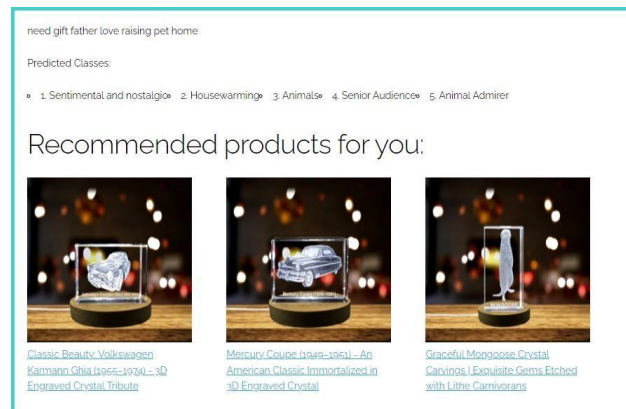 need gift father love raising pet home
Predicted Classes:
1. Sentimental and nostalgic 2. Housewarming 3. Animals 4. Senior Audience 5. Animal Admirer
Recommended products for you:
Classic Beauty: Volkswagen
Karmann Ghia (1955–1974) - 3D
Engraved Crystal Tribute
Mercury Coupe (1949–1951) - An
American Classic Immortalized in
3D Engraved Crystal
Graceful Mongoose Crystal
Carvings | Exquisite Gems Etched
with Lithe Carnivorans